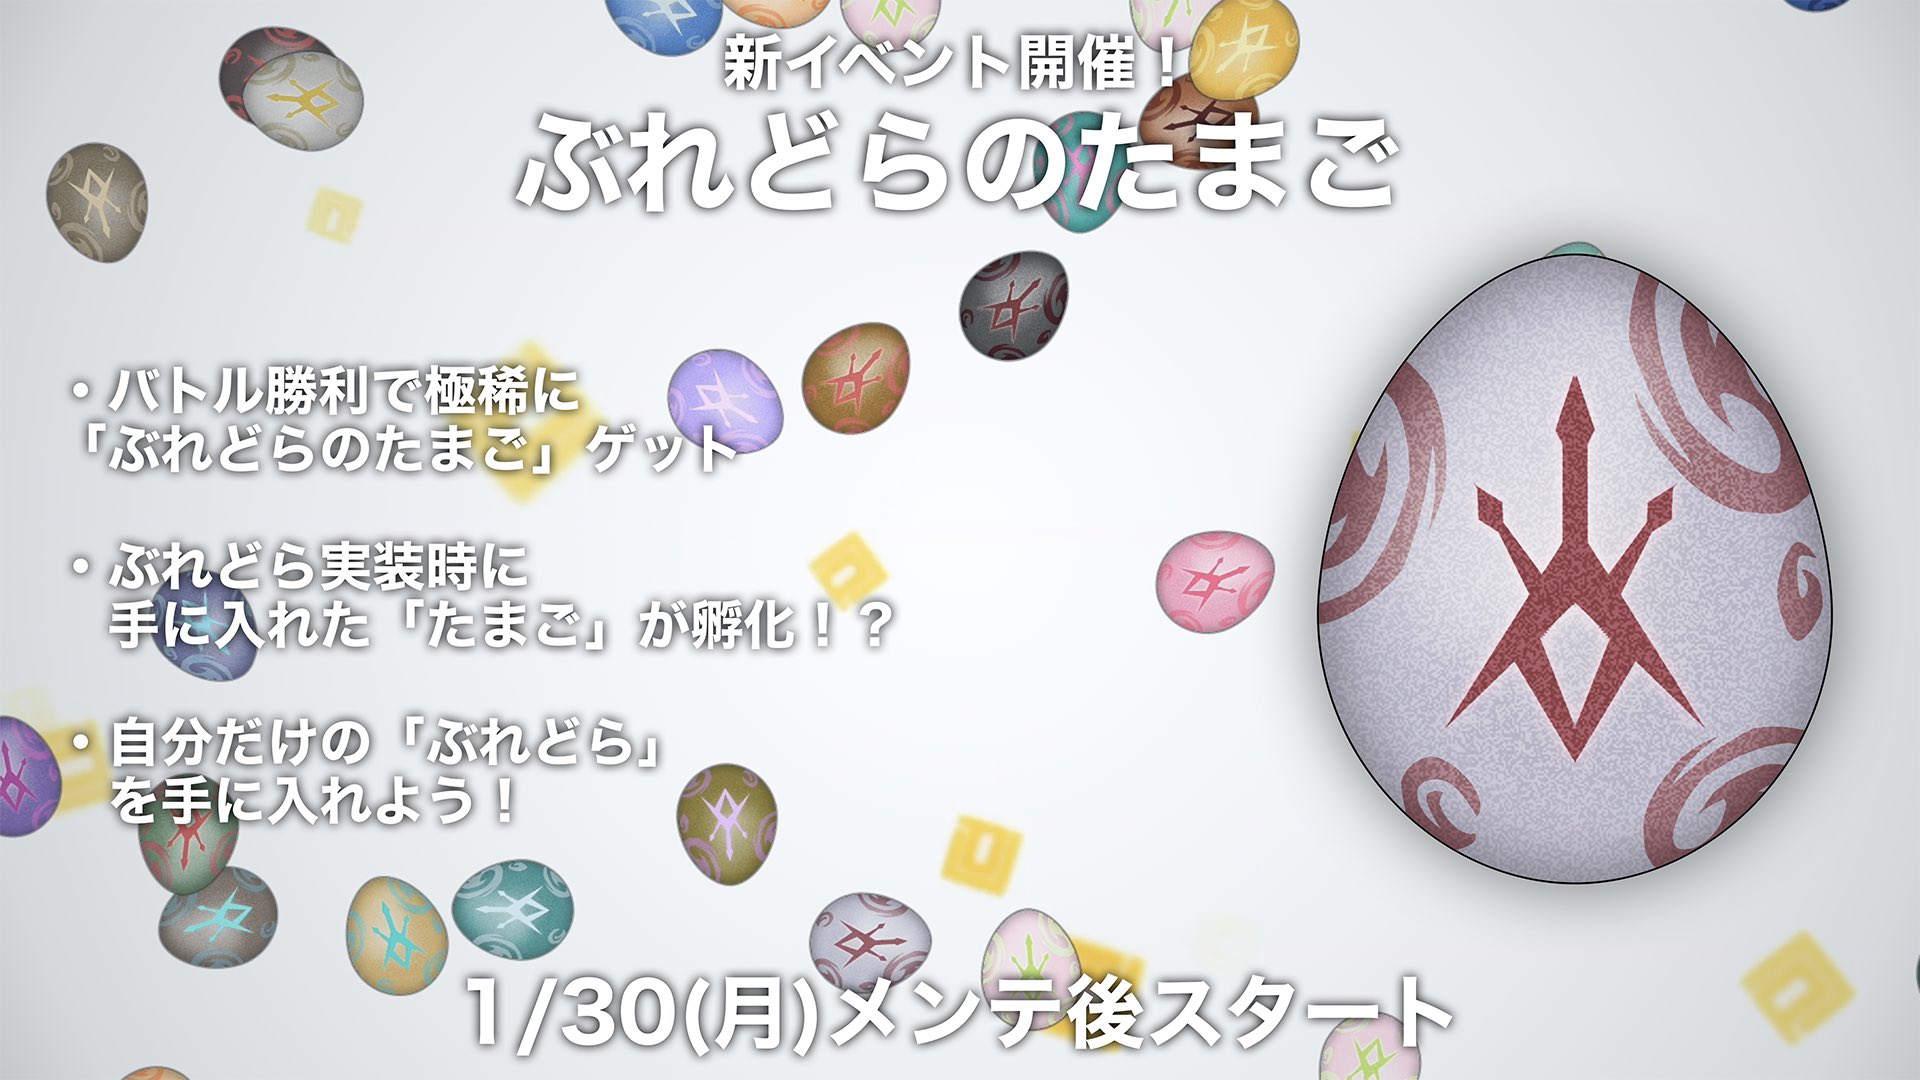 新イベント開催！
ぶれどらのたまご
・バトル勝利で極稀に
「ぶれどらのたまご」ゲット
・ぶれどら実装時に
手に入れた「たまご」が孵化！？
・自分だけの「ぶれどら」
を手に入れよう！
1/30(月)メンテ後スタート